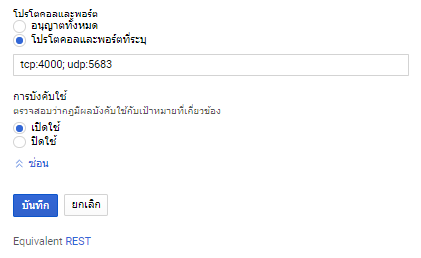 โปรโตคอลและพอร์ต
อนุญาตทั้งหมด
โปรโตคอลและพอร์ตที่ระบุ
tcp:4000; udp:5683
การบังคับใช้
ตรวจสอบว่ากฎมีผลบังคับใช้กับเป้าหมายที่เกี่ยวข้อง
เปิดใช้
ปิดใช้
ซ่อน
บันทึก ยกเลิก
Equivalent REST